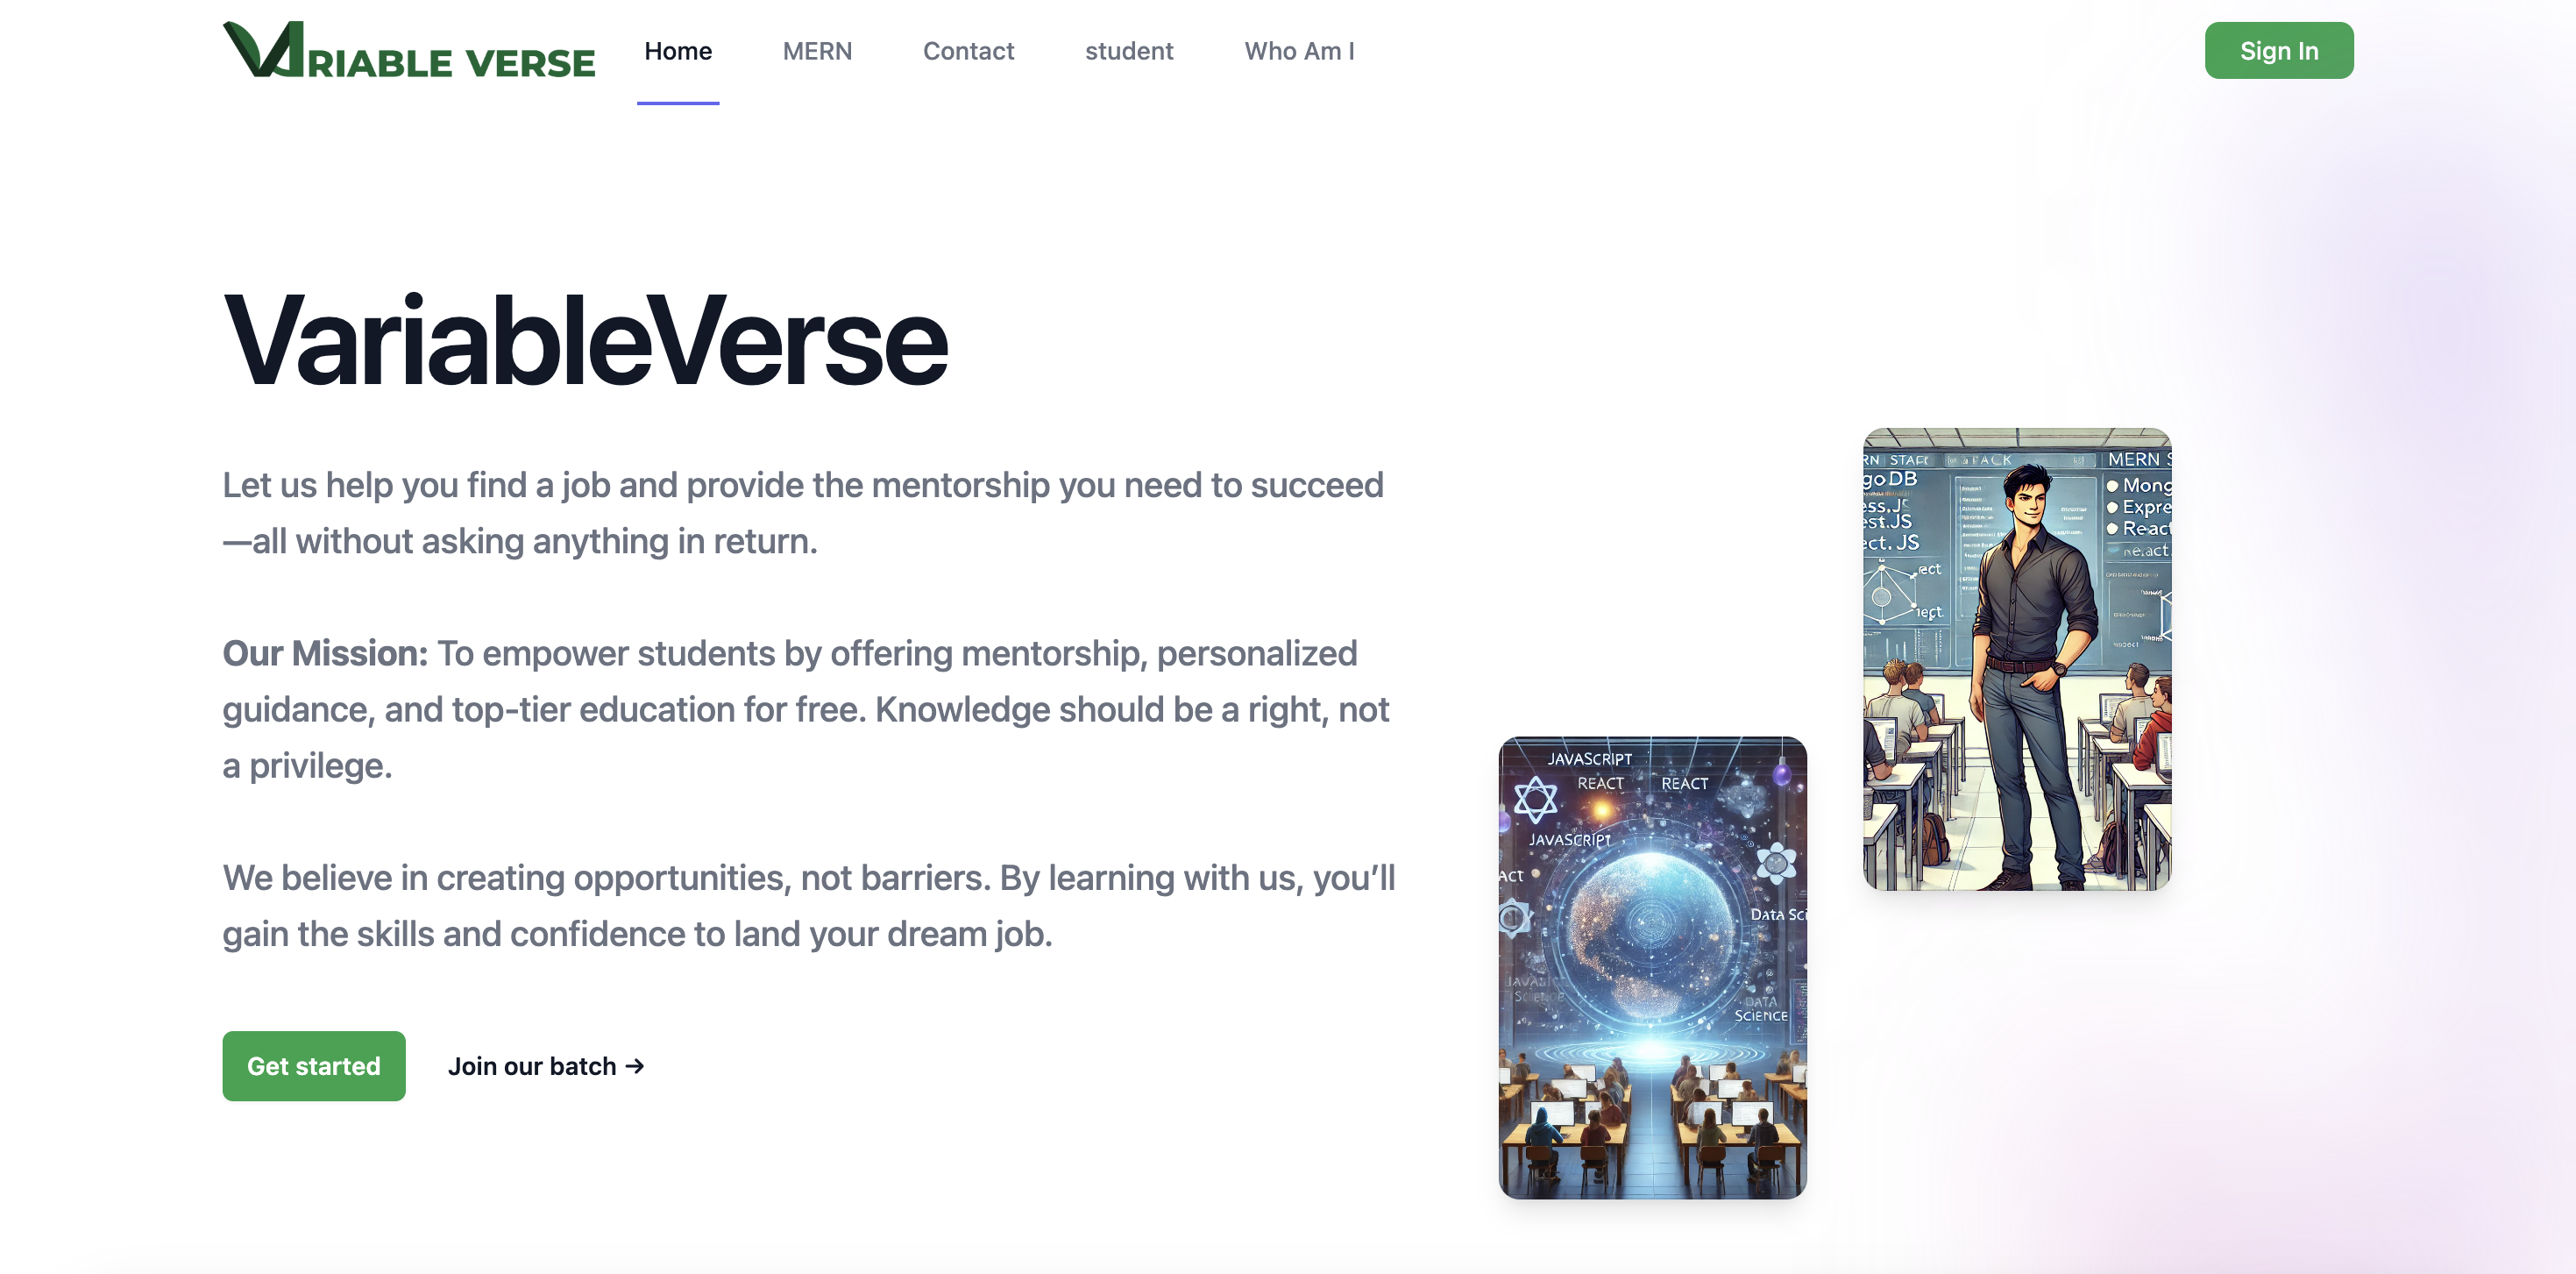 VARIABLE VERSE
Home
MERN
Contact
student
Who Am I
Sign In
VariableVerse
Let us help you find a job and provide the mentorship you need to succeed
—all without asking anything in return.
Our Mission: To empower students by offering mentorship, personalized
guidance, and top-tier education for free. Knowledge should be a right, not
a privilege.
We believe in creating opportunities, not barriers. By learning with us, you’ll
gain the skills and confidence to land your dream job.
Get started
Join our batch →
RN STAFF
TACK
MERN S
goDB
ess.J
est.JS
ect. JS
ect
nect
Mong
Expre
React
React
JAVASCRIPT
REACT REACT
JAVASCRIPT
ACT
DATA SCI
DATA
SCIENCE
Science